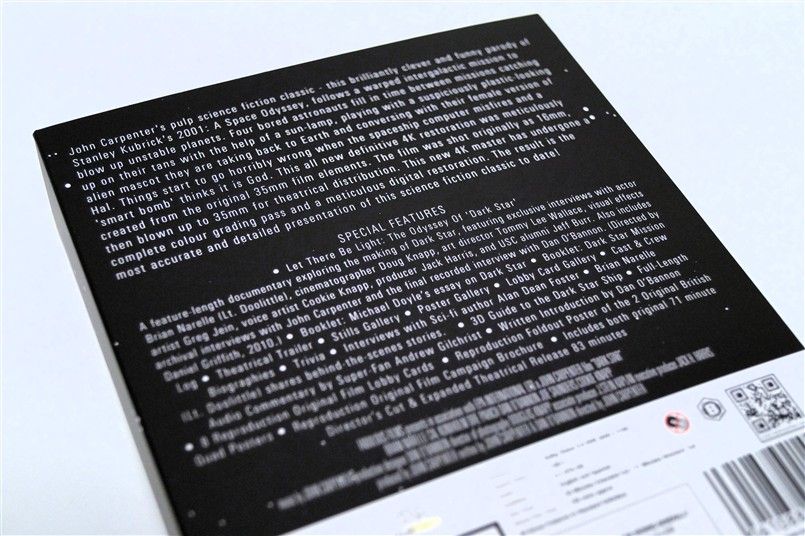 John Carpenter's pulp science fiction classic - this brilliantly clever and funny parody of
Stanley Kubrick's 2001: A Space Odyssey, follows a warped intergalactic mission to
blow up unstable planets. Four bored astronauts fill in time between missions catching
up on their tans with the help of a sun-lamp, playing with a suspiciously plastic looking
alien mascot they are taking back to Earth and conversing with their female version of
Hal. Things start to go horribly wrong when the spaceship computer misfires and a
'smart bomb' thinks it is God. This all new definitive 4K restoration was meticulously
created from the original 35mm film elements. The film was shot originally as 16mm,
then blown up to 35mm for theatrical distribution. This new 4K master has undergone a
complete colour grading pass and a meticulous digital restoration. The result is the
most accurate and detailed presentation of this science fiction classic to date!
SPECIAL FEATURES
• Let There Be Light: The Odyssey Of 'Dark Star'
A feature-length documentary exploring the making of Dark Star, featuring exclusive interviews with actor
Brian Narelle (Lt. Doolittle), cinematographer Doug Knapp, art director Tommy Lee Wallace, visual effects
artist Greg Jein, voice artist Cookie Knapp, producer Jack Harris, and USC alumni Jeff Burr. Also includes
archival interviews with John Carpenter and the final recorded interview with Dan O'Bannon. (Directed by
Daniel Griffith, 2010.) • Booklet: Michael Doyle's essay on Dark Star • Booklet: Dark Star Mission
Log • Theatrical Trailer • Stills Gallery • Poster Gallery • Lobby Card Gallery • Cast & Crew
Biographies • Trivia • Interviews with Sci-fi author Alan Dean Foster • Brian Narelle
(Lt. Doolittle) shares behind-the-scenes stories • 3D Guide to the Dark Star Ship • Full-Length
Audio Commentary by Super Fan Andrew Gilchrist • Written Introduction by Dan O'Bannon
• 8 Reproduction Original Film Lobby Cards • Reproduction Foldout Poster of the 2 Original British
Quad Posters • Reproduction Original Film Campaign Brochure • Includes both original 71 minute
Director's Cut & Expanded Theatrical Release 83 minutes